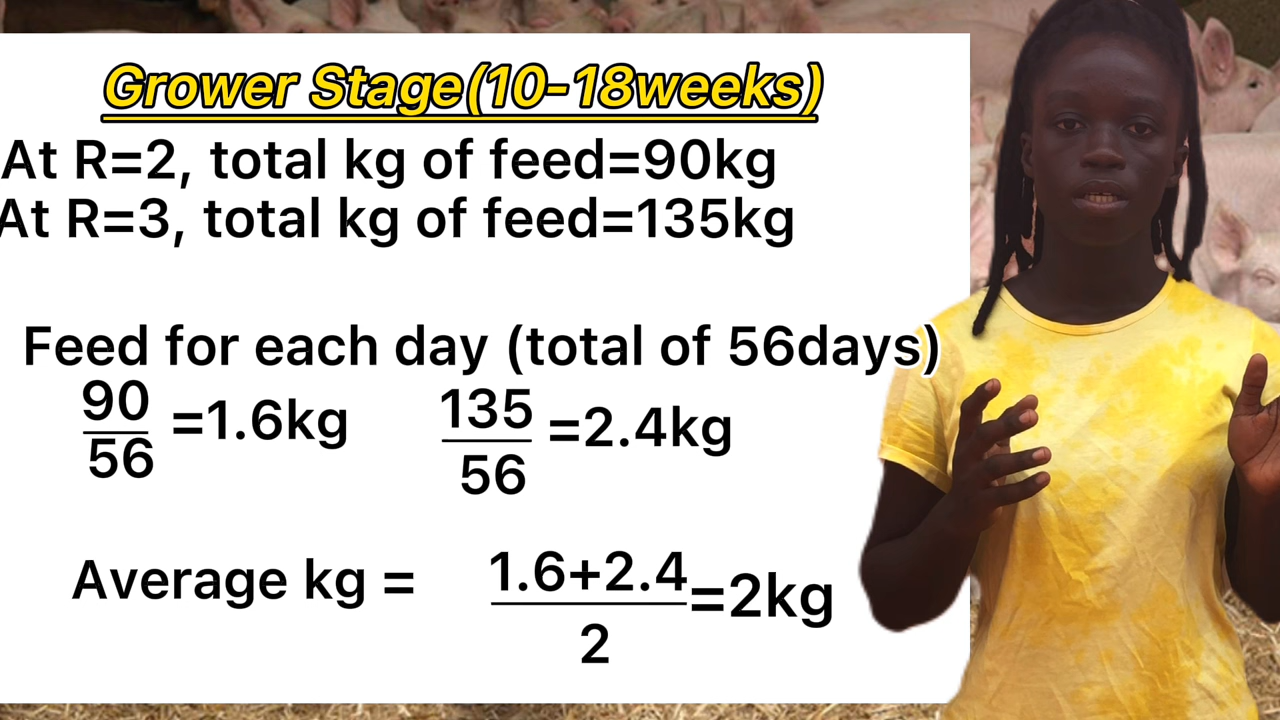 Grower Stage(10-18weeks)
At R=2, total kg of feed=90kg
At R=3, total kg of feed=135kg
Feed for each day (total of 56days)
90/56 =1.6kg 135/56 =2.4kg
Average kg = 1.6+2.4/2 =2kg